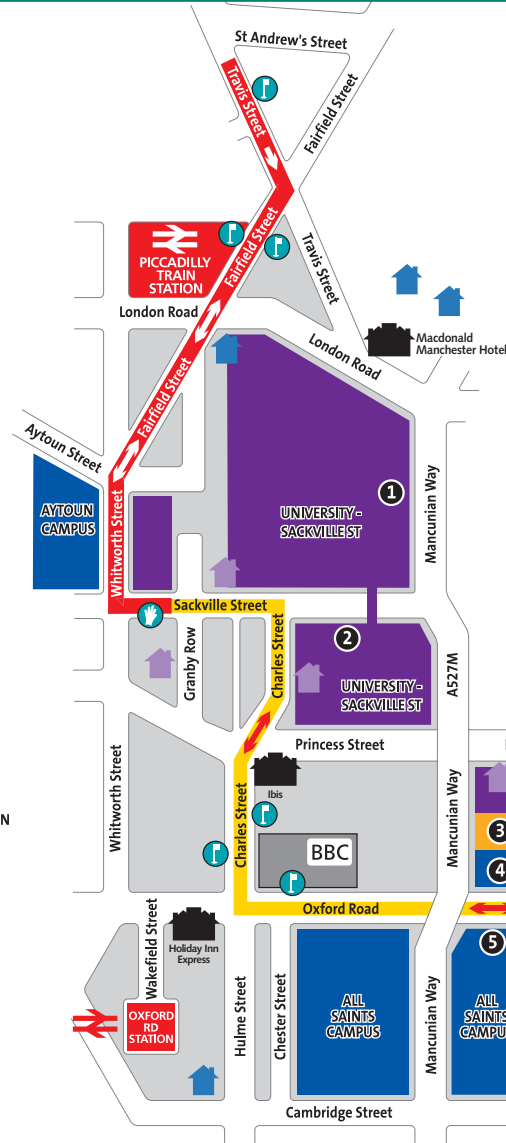 St Andrew's Street
Travis Street
Fairfield Street
Fairfield Street
Travis Street
PICCADILLY
TRAIN
STATION
London Road
Macdonald
Manchester Hotel
London Road
Fairfield Street
Aytoun Street
Mancunian Way
1
Whitworth Street
AYTOUN
CAMPUS
UNIVERSITY -
SACKVILLE ST
Sackville Street
2
Charles Street
Granby Row
A527M
UNIVERSITY -
SACKVILLE ST
Princess Street
Whitworth Street
Ibis
Mancunian Way
N
Charles Street
3
BBC
4
Oxford Road
Wakefield Street
5
Holiday Inn
Express
Hulme Street
Chester Street
Mancunian Way
ALL
SAINTS
CAMPUS
ALL
SAINTS
CAMPU
OXFORD
RD
STATION
Cambridge Street